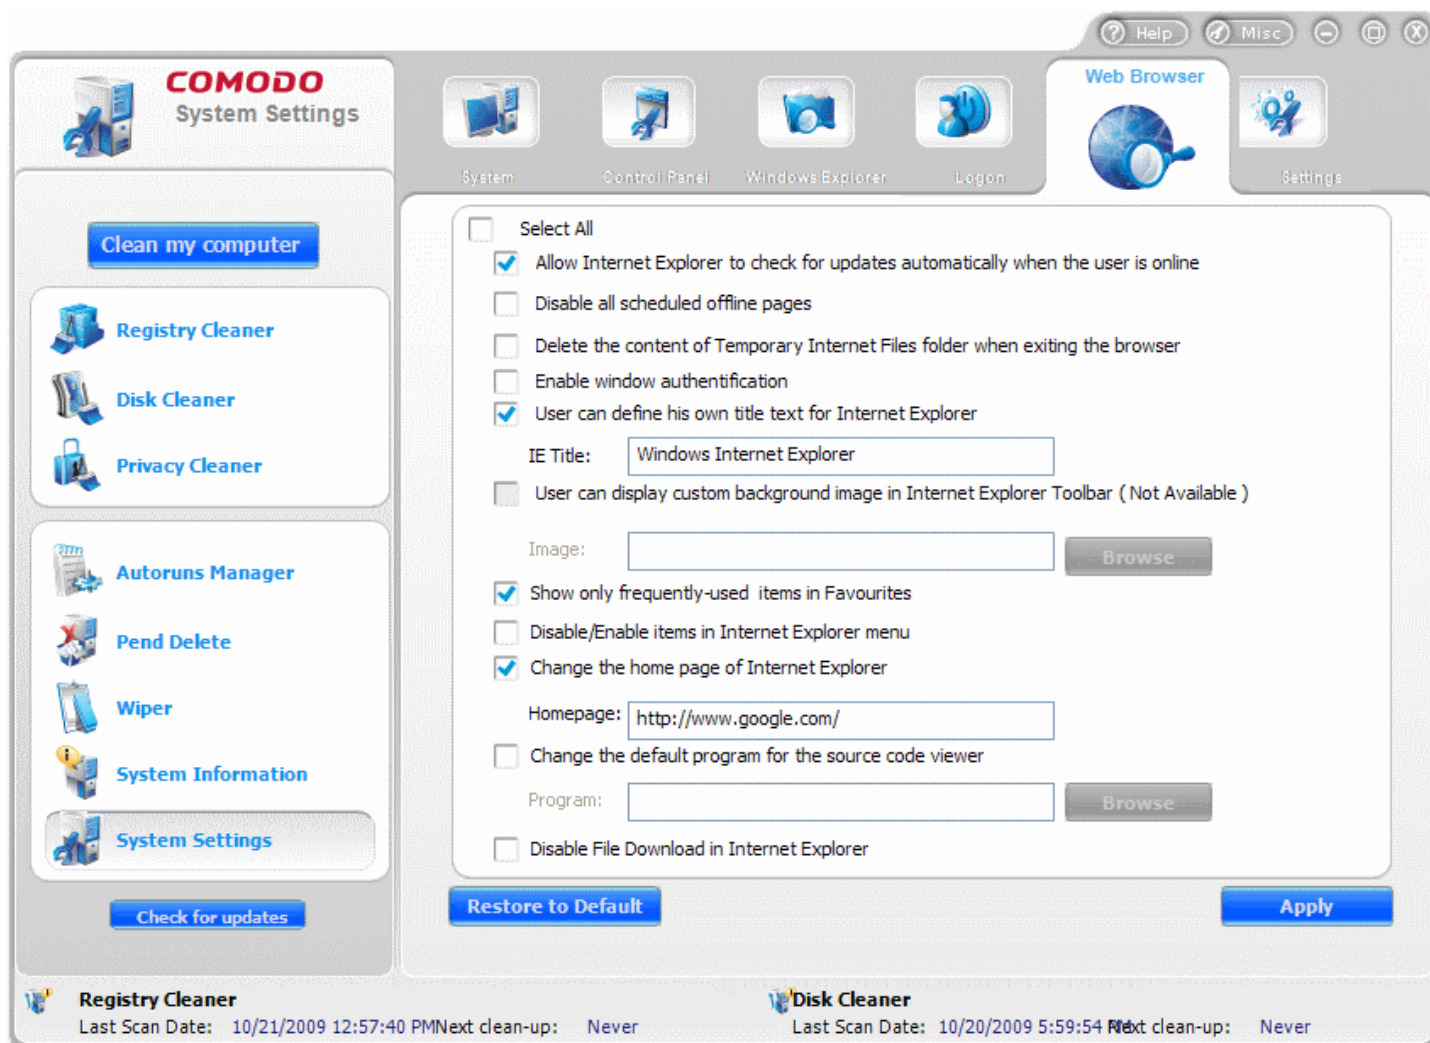 Help
Misc
COMODO
System Settings
Web Browser
System
Control Panel
Windows Explorer
Logon
Settings
Clean my computer
Registry Cleaner
Disk Cleaner
Privacy Cleaner
Autoruns Manager
Pend Delete
Wiper
System Information
System Settings
Check for updates
Select All
Allow Internet Explorer to check for updates automatically when the user is online
Disable all scheduled offline pages
Delete the content of Temporary Internet Files folder when exiting the browser
Enable window authentification
User can define his own title text for Internet Explorer
IE Title: Windows Internet Explorer
User can display custom background image in Internet Explorer Toolbar ( Not Available )
Image: Browse
Show only frequently-used items in Favourites
Disable/Enable items in Internet Explorer menu
Change the home page of Internet Explorer
Homepage: http://www.google.com/
Change the default program for the source code viewer
Program: Browse
Disable File Download in Internet Explorer
Restore to Default
Apply
Registry Cleaner
Last Scan Date: 10/21/2009 12:57:40 PM Next clean-up: Never
Disk Cleaner
Last Scan Date: 10/20/2009 5:59:54 clean-up: Never